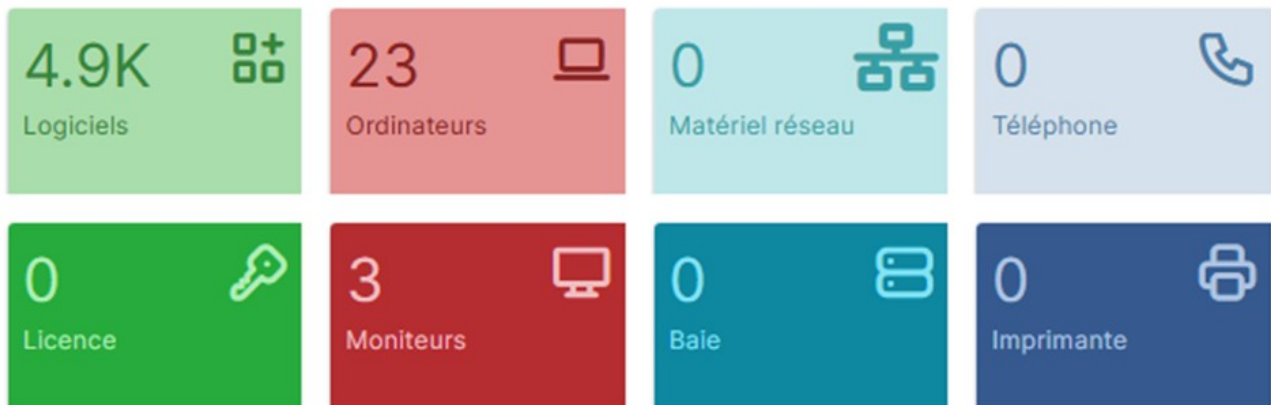 4.9K
Logiciels
23
Ordinateurs
0
Matériel réseau
0
Téléphone
0
Licence
3
Moniteurs
0
Baie
0
Imprimante